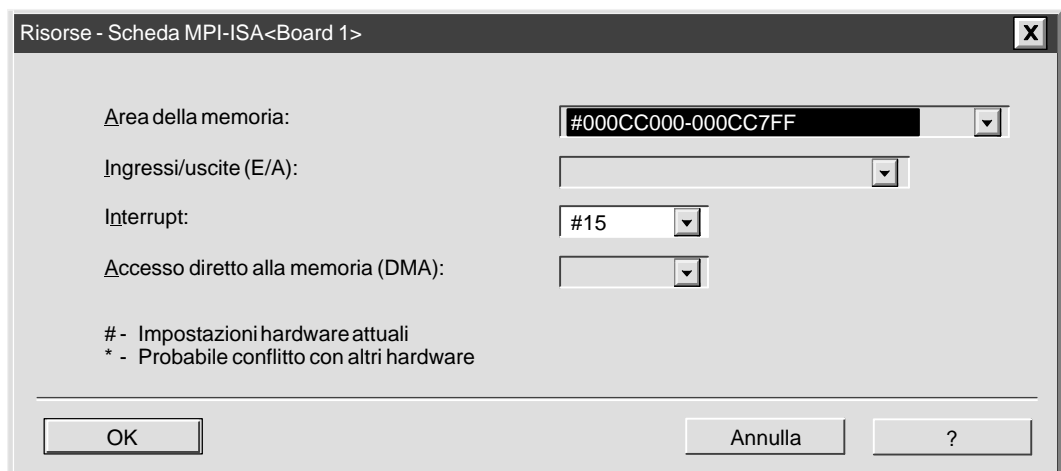 Risorse - Scheda MPI-ISA<Board 1>
X
Area della memoria:
#000CC000-000CC7FF
Ingressi/uscite (E/A):
Interrupt:
#15
Accesso diretto alla memoria (DMA):
# - Impostazioni hardware attuali
* - Probabile conflitto con altri hardware
OK
Annulla
?